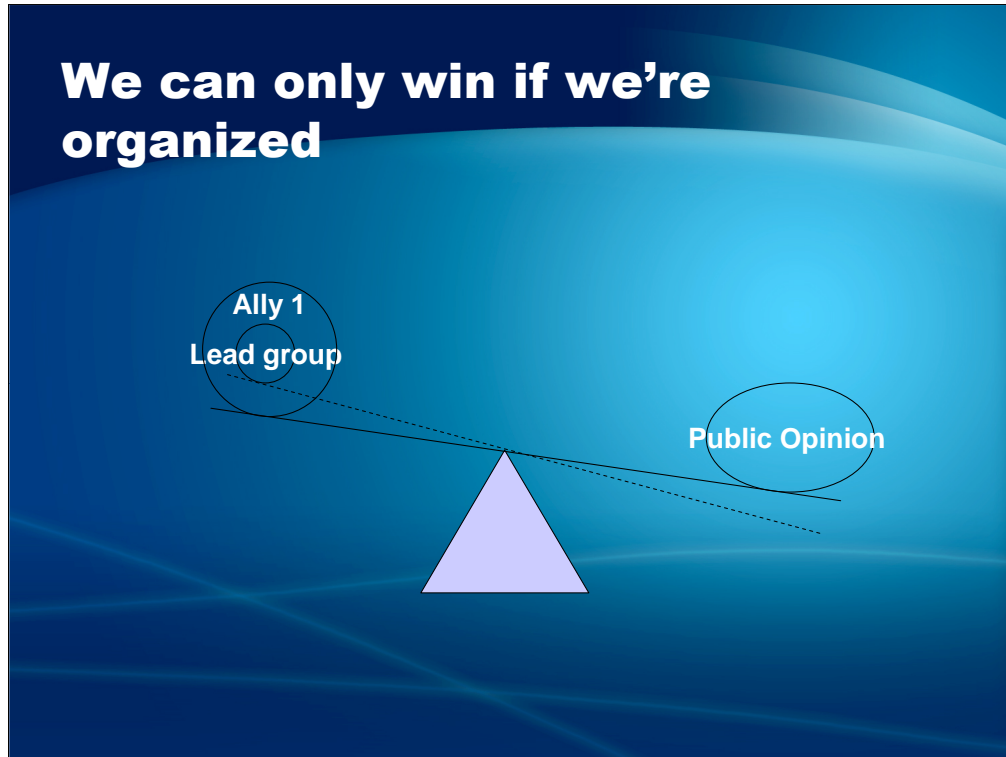 We can only win if we’re
organized
Ally 1
Lead group
Public Opinion